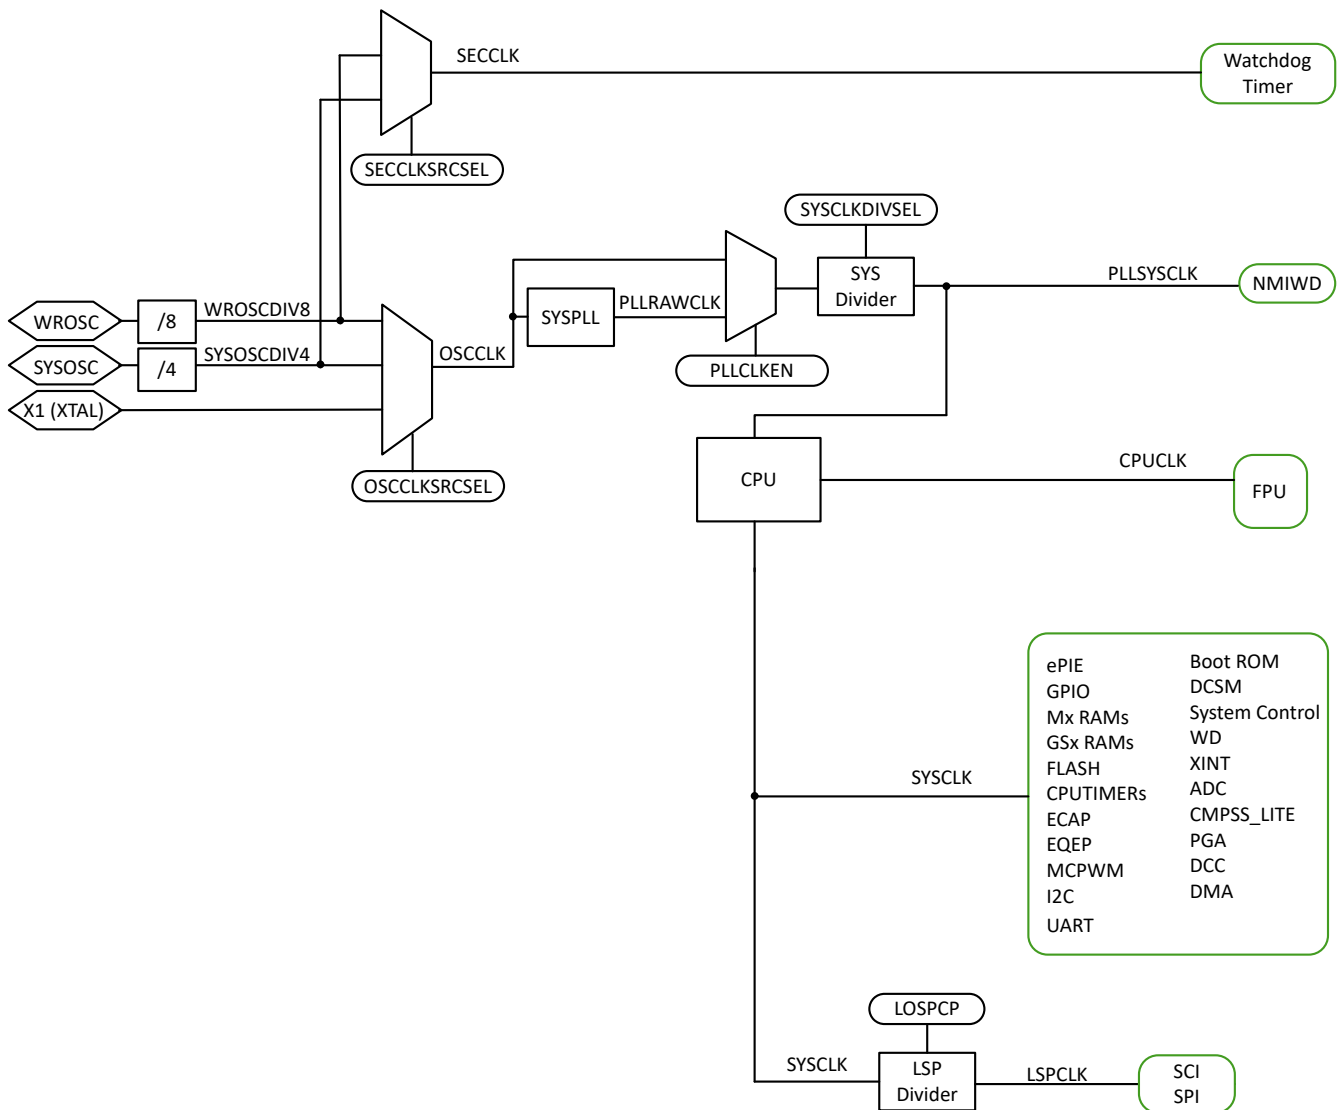 SECCLK
Watchdog
Timer
SECCLKSRCSEL
SYSCLKDIVSEL
WROSC
/8
WROSCDIV8
SYSOSC
/4
SYSOSCDIV4
X1 (XTAL)
OSCCLK
OSCCLKSRCSEL
SYSPLL
PLLRAWCLK
PLLCLKEN
SYS
Divider
PLLSYSCLK
NMIWD
CPU
CPUCLK
FPU
SYSCLK
ePIE
GPIO
Mx RAMs
GSx RAMs
FLASH
CPUTIMERs
ECAP
EQEP
MCPWM
I2C
UART
Boot ROM
DCSM
System Control
WD
XINT
ADC
CMPSS_LITE
PGA
DCC
DMA
LOSPCP
SYSCLK
LSP
Divider
LSPCLK
SCI
SPI